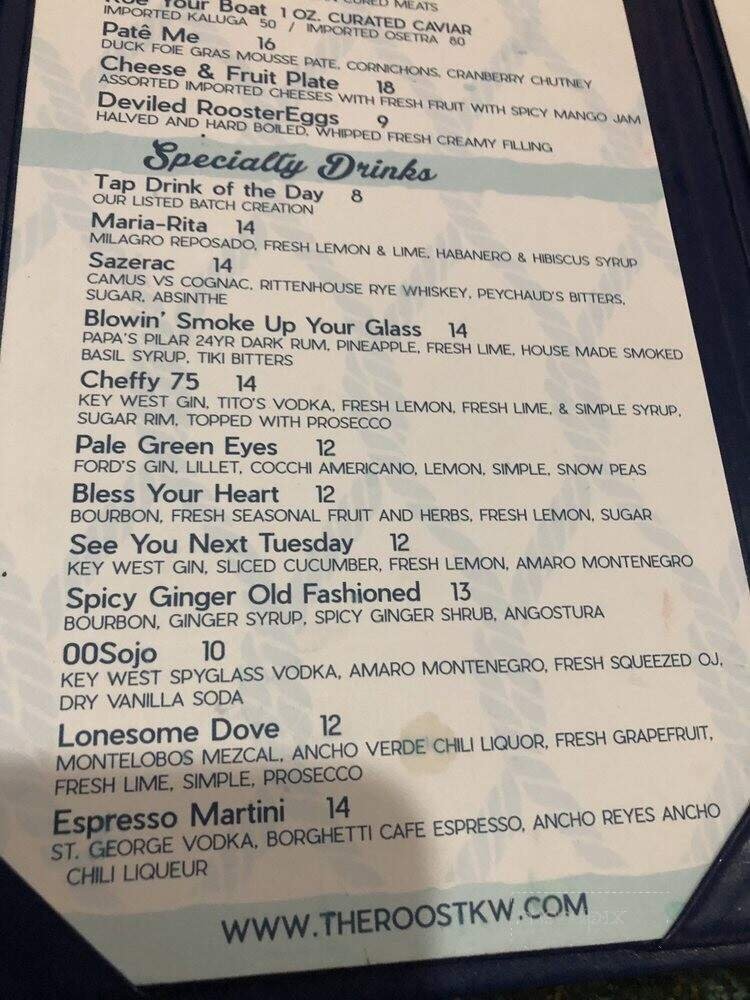 CURED MEATS
Roe Your Boat 1 OZ. CURATED CAVIAR
IMPORTED KALUGA 50 / IMPORTED OSETRA 80
Patê Me 16
DUCK FOIE GRAS MOUSSE PATE, CORNICHONS, CRANBERRY CHUTNEY
Cheese & Fruit Plate 18
ASSORTED IMPORTED CHEESES WITH FRESH FRUIT WITH SPICY MANGO JAM
Deviled RoosterEggs 9
HALVED AND HARD BOILED, WHIPPED FRESH CREAMY FILLING
Specialty Drinks
Tap Drink of the Day 8
OUR LISTED BATCH CREATION
Maria-Rita 14
MILAGRO REPOSADO, FRESH LEMON & LIME, HABANERO & HIBISCUS SYRUP
Sazerac 14
CAMUS VS COGNAC, RITTENHOUSE RYE WHISKEY, PEYCHAUD'S BITTERS,
SUGAR, ABSINTHE
Blowin' Smoke Up Your Glass 14
PAPA'S PILAR 24YR DARK RUM, PINEAPPLE, FRESH LIME, HOUSE MADE SMOKED
BASIL SYRUP, TIKI BITTERS
Cheffy 75 14
KEY WEST GIN, TITO'S VODKA, FRESH LEMON, FRESH LIME, & SIMPLE SYRUP,
SUGAR RIM, TOPPED WITH PROSECCO
Pale Green Eyes 12
FORD'S GIN, LILLET, COCCHI AMERICANO, LEMON, SIMPLE, SNOW PEAS
Bless Your Heart 12
BOURBON, FRESH SEASONAL FRUIT AND HERBS, FRESH LEMON, SUGAR
See You Next Tuesday 12
KEY WEST GIN, SLICED CUCUMBER, FRESH LEMON, AMARO MONTENEGRO
Spicy Ginger Old Fashioned 13
BOURBON, GINGER SYRUP, SPICY GINGER SHRUB, ANGOSTURA
00Sojo 10
KEY WEST SPYGLASS VODKA, AMARO MONTENEGRO, FRESH SQUEEZED OJ,
DRY VANILLA SODA
Lonesome Dove 12
MONTELOBOS MEZCAL, ANCHO VERDE CHILI LIQUOR, FRESH GRAPEFRUIT,
FRESH LIME, SIMPLE, PROSECCO
Espresso Martini 14
ST. GEORGE VODKA, BORGHETTI CAFE ESPRESSO, ANCHO REYES ANCHO
CHILI LIQUEUR
WWW.THEROOSTKW.COM